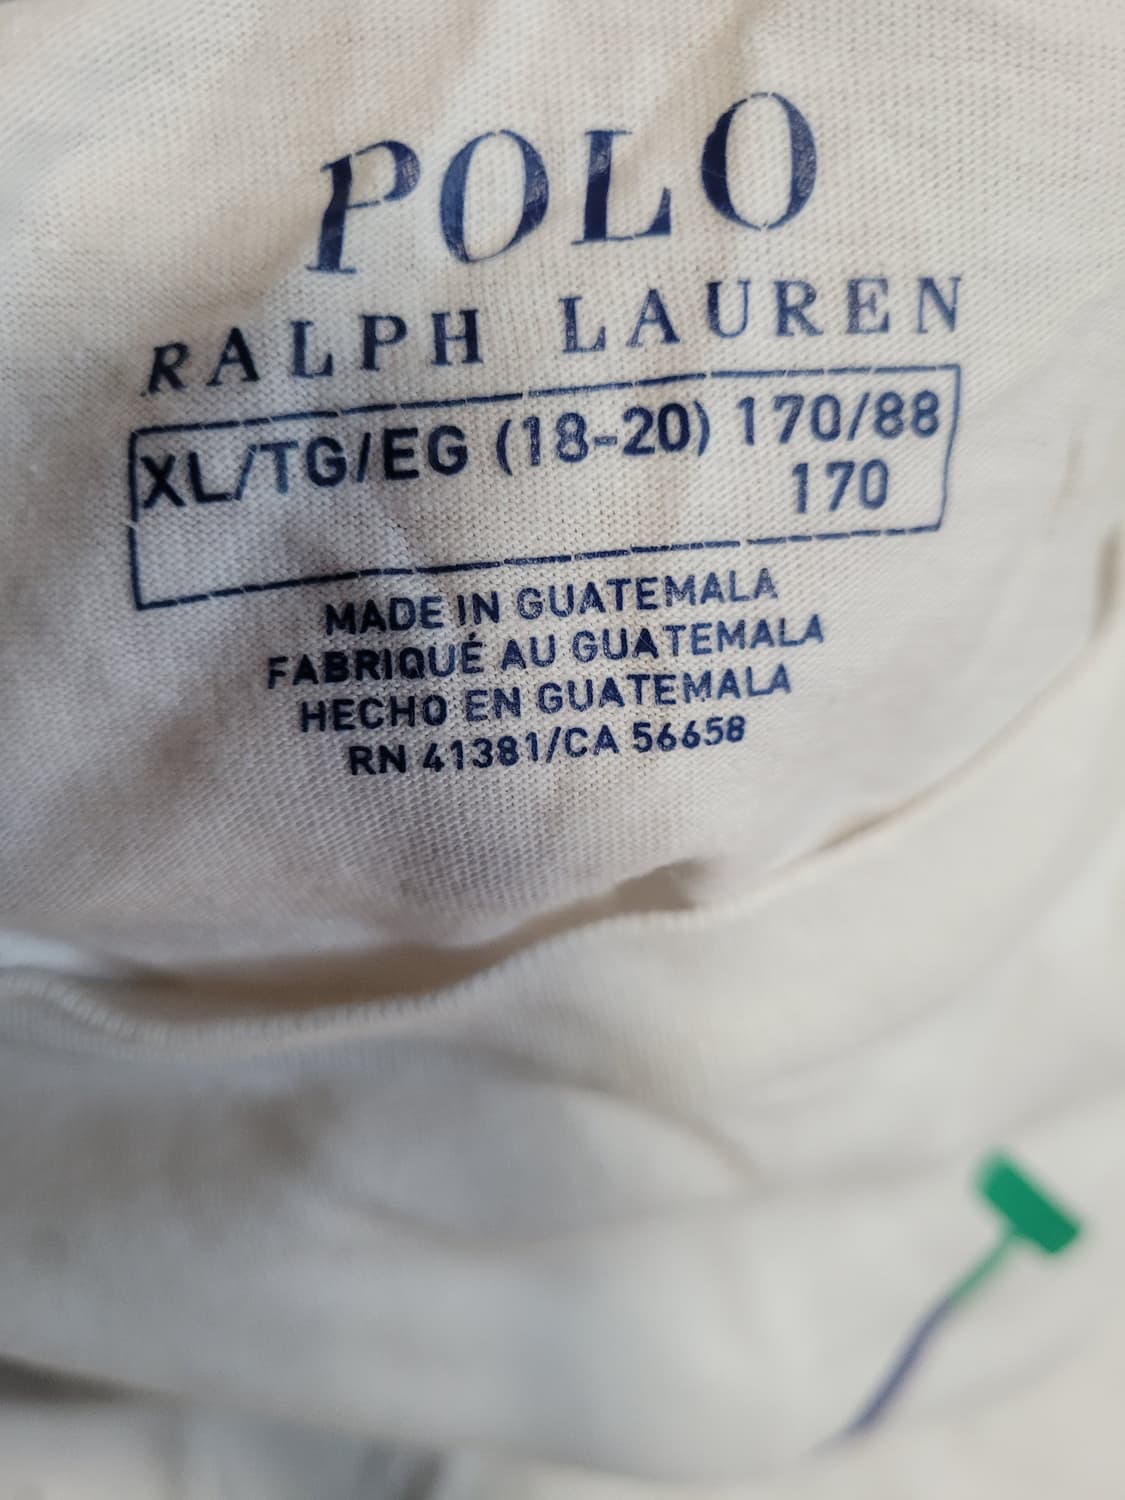 POLO
RALPH LAUREN
XL/TG/EG (18-20) 170/88
170
MADE IN GUATEMALA
FABRIQUÉ AU GUATEMALA
HECHO EN GUATEMALA
RN 41381/CA 56658